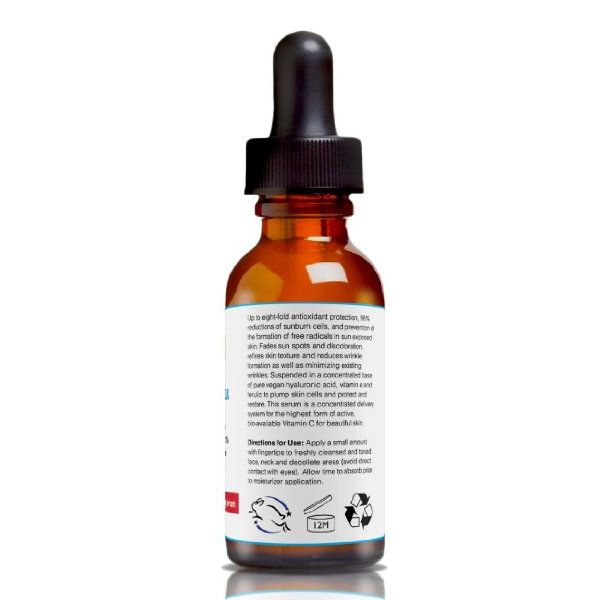 Up to eight-fold antioxidant protection, 96%
reductions of sunburn cells, and prevention of
the formation of free radicals in sun exposed
skin. Fades sun spots and discoloration,
refines skin texture and reduces wrinkle
formation as well as minimizing existing
wrinkles. Suspended in a concentrated base
of pure vegan hyaluronic acid, vitamin e and
ferulic to plump skin cells and protect and
restore. This serum is a concentrated delivery
system for the highest form of active,
bio-avalable Vitamin C for beautiful skin.
Directions for Use: Apply a small amount
with fingertips to freshly cleansed and toned
face, neck and decollete areas (avoid direct
contact with eyes). Allow time to absorb prior
to moisturizer application.
12M